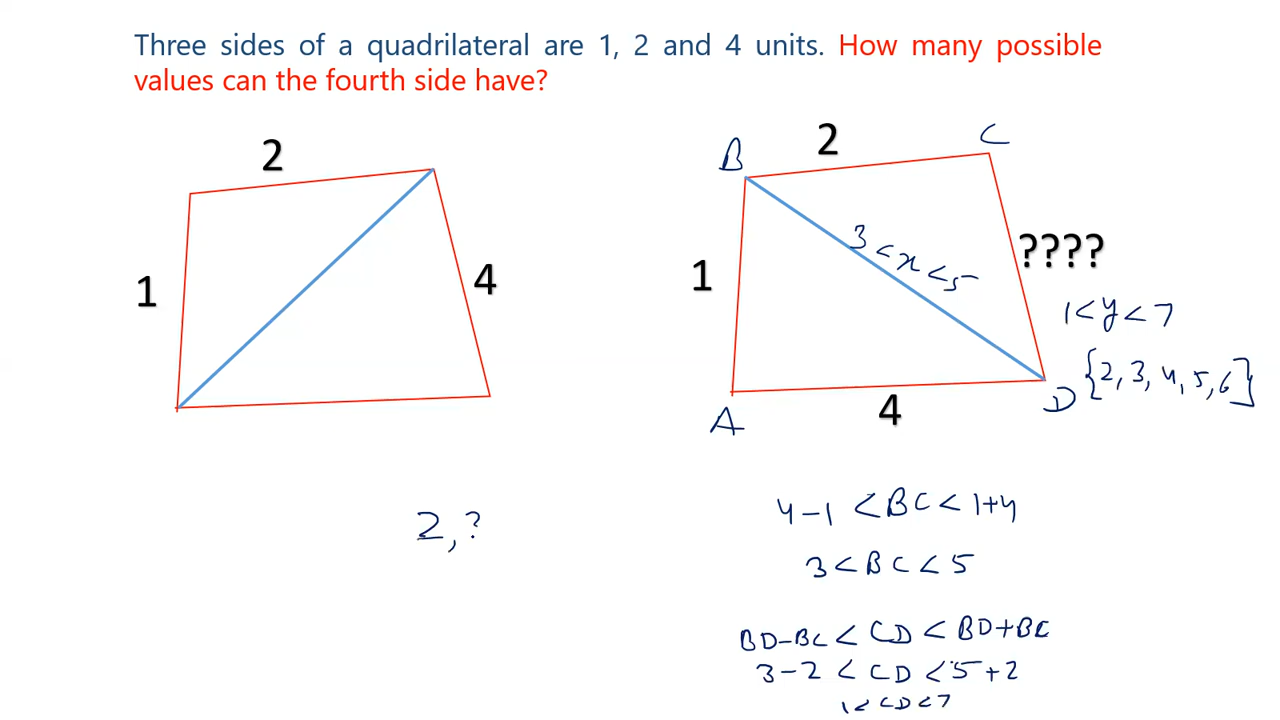 Three sides of a quadrilateral are 1, 2 and 4 units. How many possible
values can the fourth side have?
2
1
4
2, ?
B
2
C
1
3 < x < 5
????
1 < y < 7
{2, 3, 4, 5, 6}
A
4
D
4-1 < BC < 1+4
3 < BC < 5
BD-BC < CD < BD+BC
3-2 < CD < 5+2
1 < CD < 7